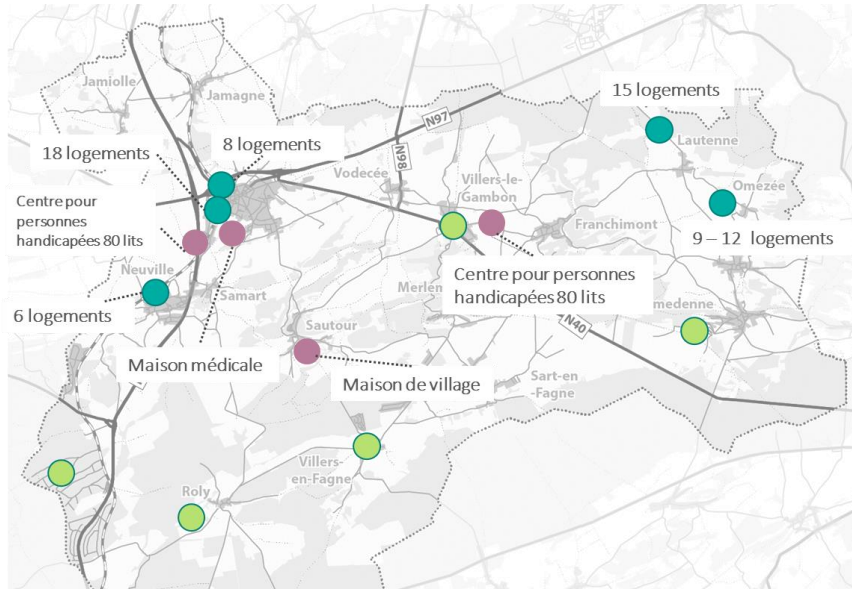 Jamiolle
Jamagne
15 logements
N97
18 logements
8 logements
Lautenne
N98
Vodecée
Villers-le-
Gambon
Omezée
Centre pour
personnes
handicapées 80 lits
Franchimont
9 – 12 logements
Neuville
Samart
Centre pour personnes
handicapées 80 lits
Merlem
6 logements
Sautour
N40
medenne
Maison médicale
Maison de village
Sart-en
-Fagne
Villers-
en-Fagne
Roly